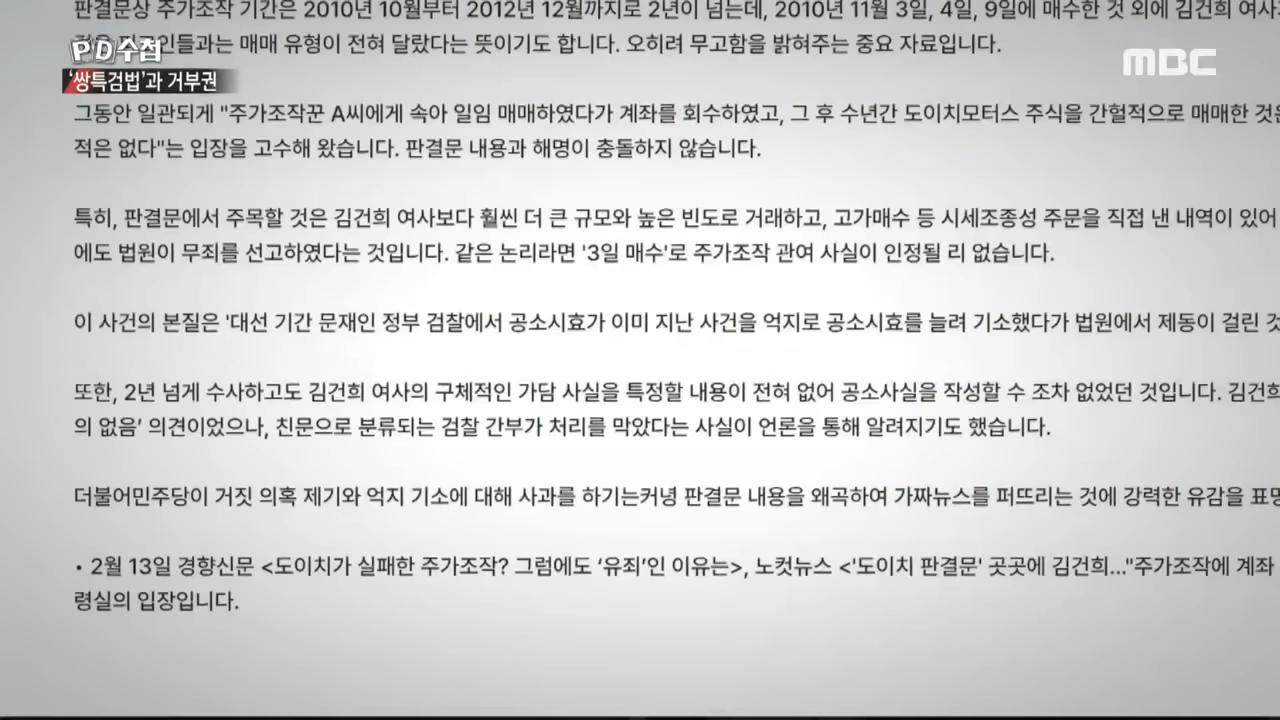 판결문상 주가조작 기간은 2010년 10월부터 2012년 12월까지로 2년이 넘는데, 2010년 11월 3일, 4일, 9일에 매수한 것 외에 김건희 여사
PD수첩
매매 유형이 전혀 달랐다는 뜻이기도 합니다. 오히려 무고함을 밝혀주는 중요 자료입니다.
MBC
'쌍특검법'과 거부권
그동안 일관되게 "주가조작꾼 A씨에게 속아 일임 매매하였다가 계좌를 회수하였고, 그 후 수년간 도이치모터스 주식을 간헐적으로 매매한 것은
적은 없다"는 입장을 고수해 왔습니다. 판결문 내용과 해명이 충돌하지 않습니다.
특히, 판결문에서 주목할 것은 김건희 여사보다 훨씬 더 큰 규모와 높은 빈도로 거래하고, 고가매수 등 시세조종성 주문을 직접 낸 내역이 있어
에도 법원이 무죄를 선고하였다는 것입니다. 같은 논리라면 '3일 매수'로 주가조작 관여 사실이 인정될 리 없습니다.
이 사건의 본질은 '대선 기간 문재인 정부 검찰에서 공소시효가 이미 지난 사건을 억지로 공소시효를 늘려 기소했다가 법원에서 제동이 걸린
또한, 2년 넘게 수사하고도 김건희 여사의 구체적인 가담 사실을 특정할 내용이 전혀 없어 공소사실을 작성할 수 조차 없었던 것입니다. 김건희
의 없음’ 의견이었으나, 친문으로 분류되는 검찰 간부가 처리를 막았다는 사실이 언론을 통해 알려지기도 했습니다.
더불어민주당이 거짓 의혹 제기와 억지 기소에 대해 사과를 하기는커녕 판결문 내용을 왜곡하여 가짜뉴스를 퍼뜨리는 것에 강력한 유감을 표명
• 2월 13일 경향신문 <도이치가 실패한 주가조작? 그럼에도 ‘유죄’인 이유는>, 노컷뉴스 <'도이치 판결문' 곳곳에 김건희..."주가조작에 계좌
령실의 입장입니다.